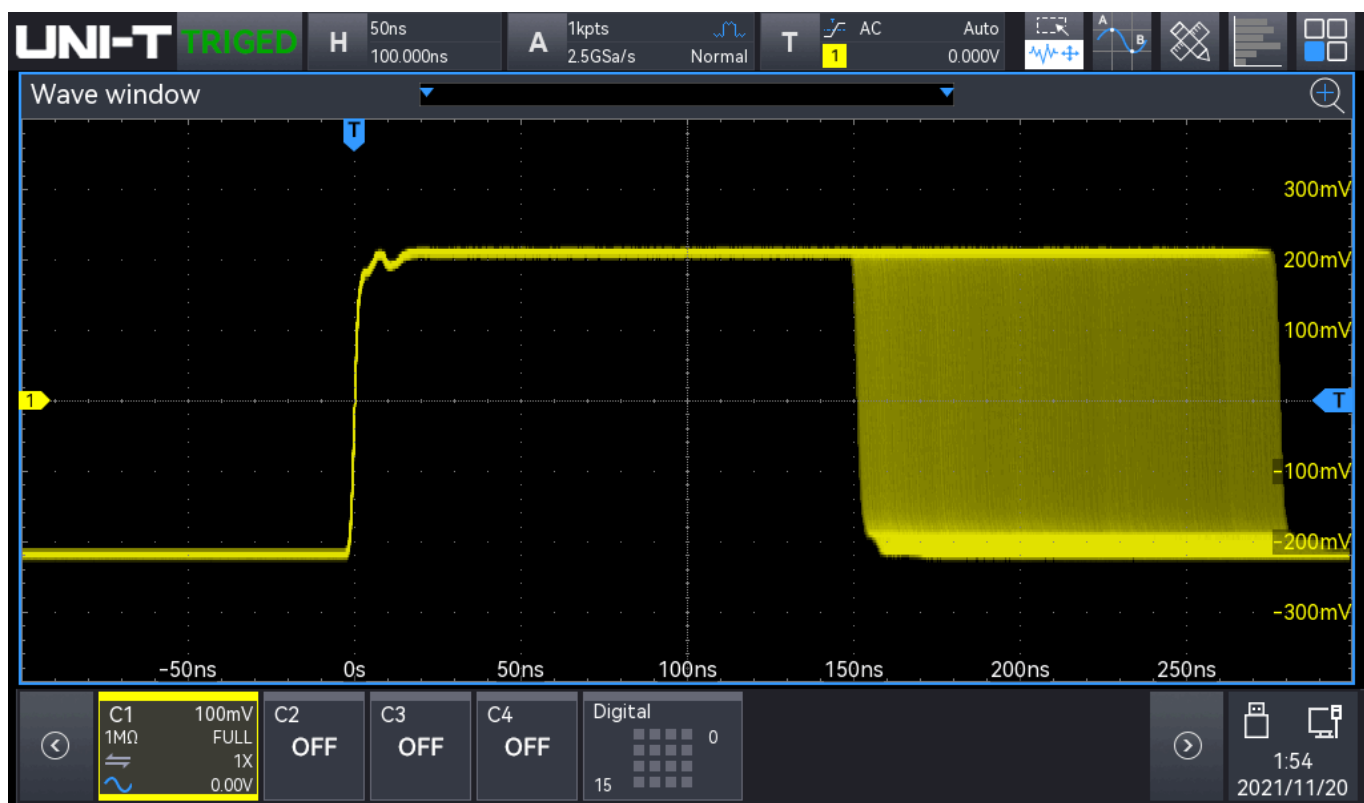 UNI-T TRIGED H 50ns A 1kpts T AC Auto A
100.000ns 2.5GSa/s Normal 1 0.000V B
Wave window
T
300mV
200mV
100mV
1 T
-100mV
-200mV
-300mV
-50ns 0s 50ns 100ns 150ns 200ns 250ns
C1 100mV C2 C3 C4 Digital
1MΩ FULL OFF OFF OFF 0
1X
0.00V 15
1:54
2021/11/20